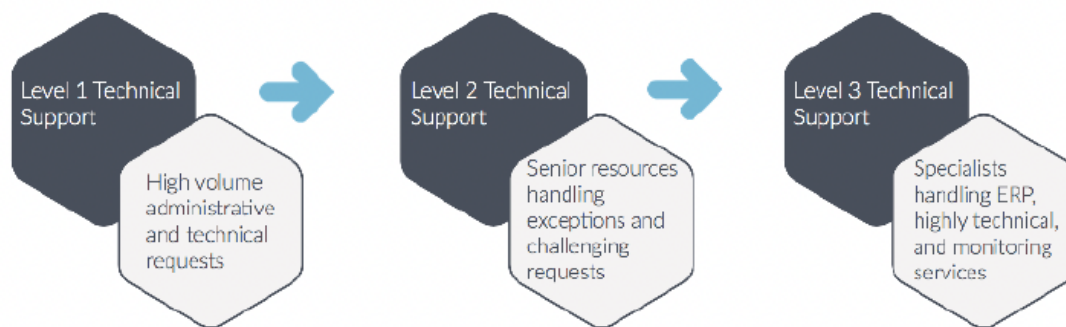 Level 1 Technical
Support
High volume
administrative
and technical
requests
Level 2 Technical
Support
Senior resources
handling
exceptions and
challenging
requests
Level 3 Technical
Support
Specialists
handling ERP,
highly technical,
and monitoring
services